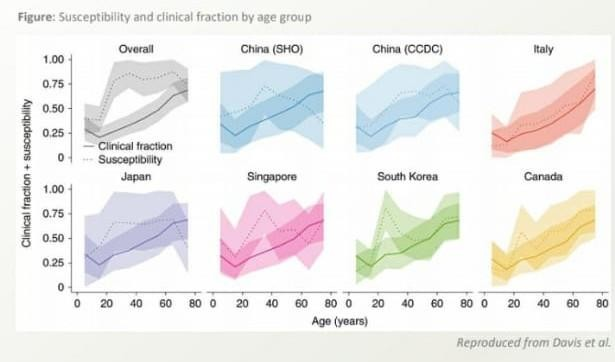 Figure: Susceptibility and clinical fraction by age group
Overall
China (SHO)
China (CCDC)
Italy
Clinical fraction + susceptibility
1.00
0.75
0.50
0.25
0
Clinical fraction
Susceptibility
Japan
Singapore
South Korea
Canada
1.00
0.75
0.50
0.25
0
0 20 40 60 80 0 20 40 60 80 0 20 40 60 80 0 20 40 60 80
Age (years)
Reproduced from Davis et al.